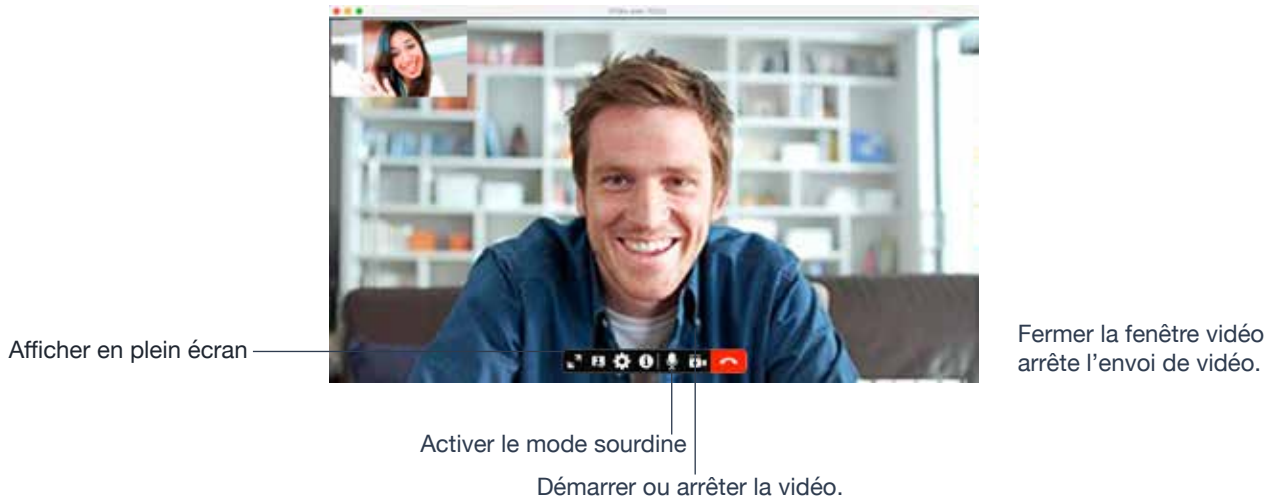 Afficher en plein écran
Fermer la fenêtre vidéo
arrête l'envoi de vidéo.
Activer le mode sourdine
Démarrer ou arrêter la vidéo.